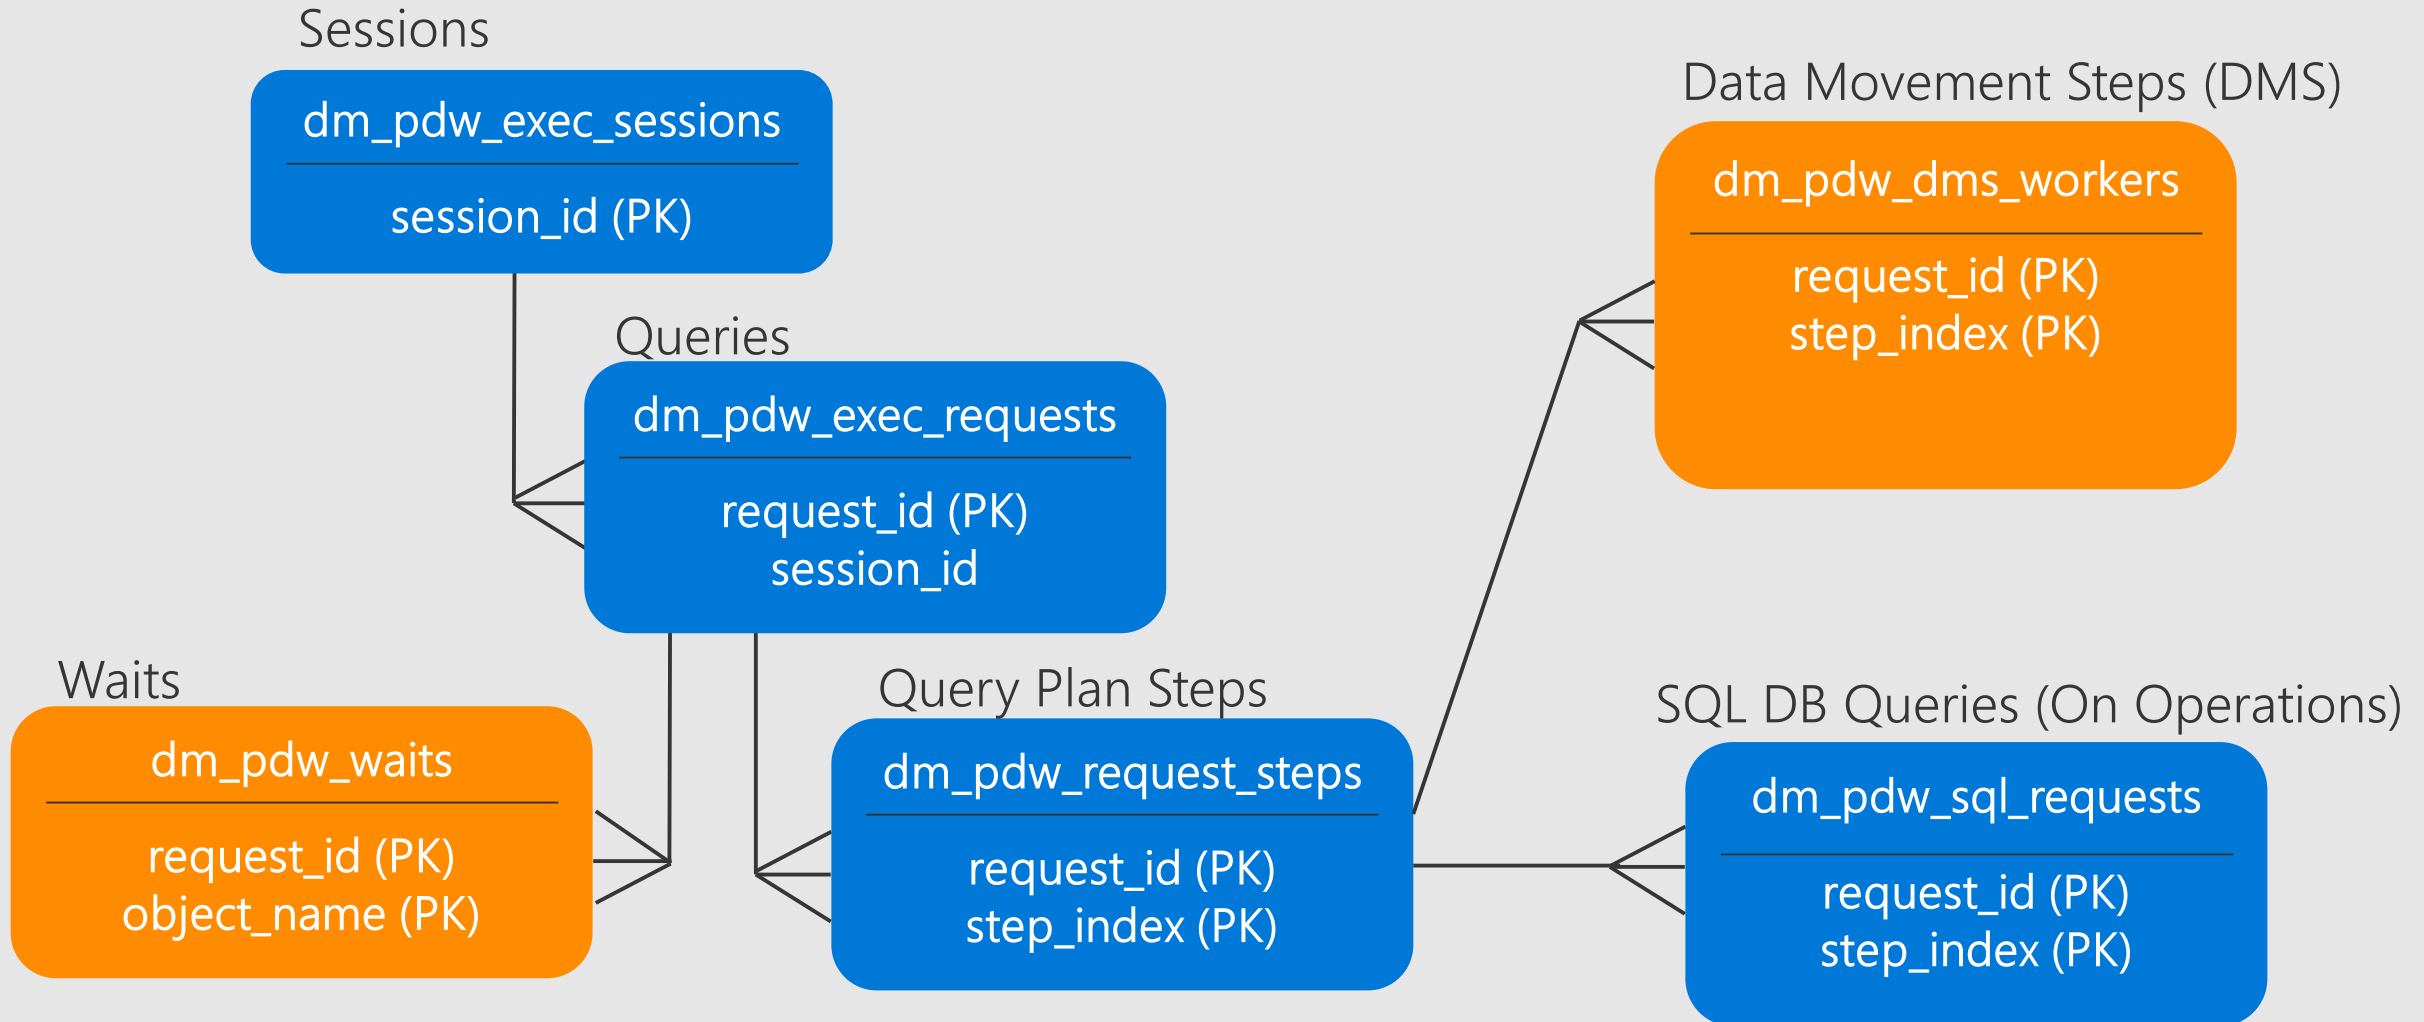 Sessions
dm_pdw_exec_sessions
session_id (PK)
Queries
dm_pdw_exec_requests
request_id (PK)
session_id
Waits
dm_pdw_waits
request_id (PK)
object_name (PK)
Query Plan Steps
dm_pdw_request_steps
request_id (PK)
step_index (PK)
Data Movement Steps (DMS)
dm_pdw_dms_workers
request_id (PK)
step_index (PK)
SQL DB Queries (On Operations)
dm_pdw_sql_requests
request_id (PK)
step_index (PK)